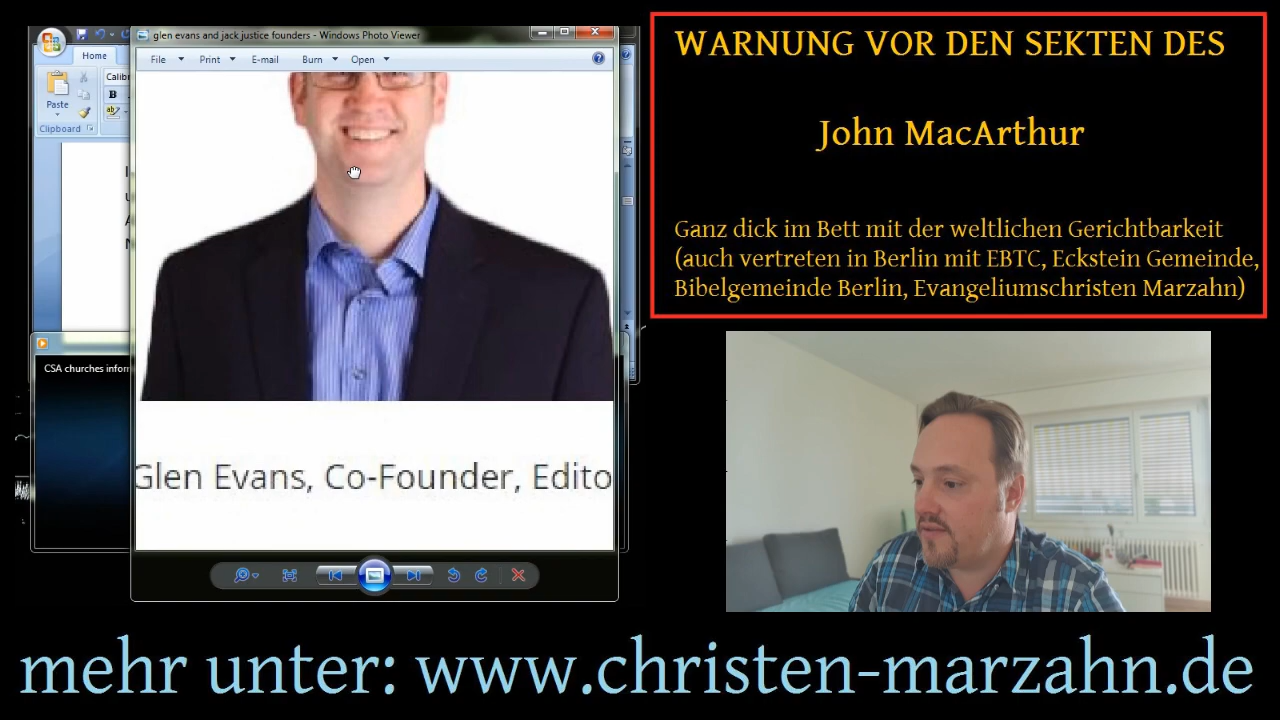 glen evans and jack justice founders - Windows Photo Viewer
File Print E-mail Burn Open
Home
Paste
Clipboard
Calibr
B
CSA churches inforr
Glen Evans, Co-Founder, Edito
WARNUNG VOR DEN SEKTEN DES
John MacArthur
Ganz dick im Bett mit der weltlichen Gerichtbarkeit
(auch vertreten in Berlin mit EBTC, Eckstein Gemeinde,
Bibelgemeinde Berlin, Evangeliumschristen Marzahn)
mehr unter: www.christen-marzahn.de